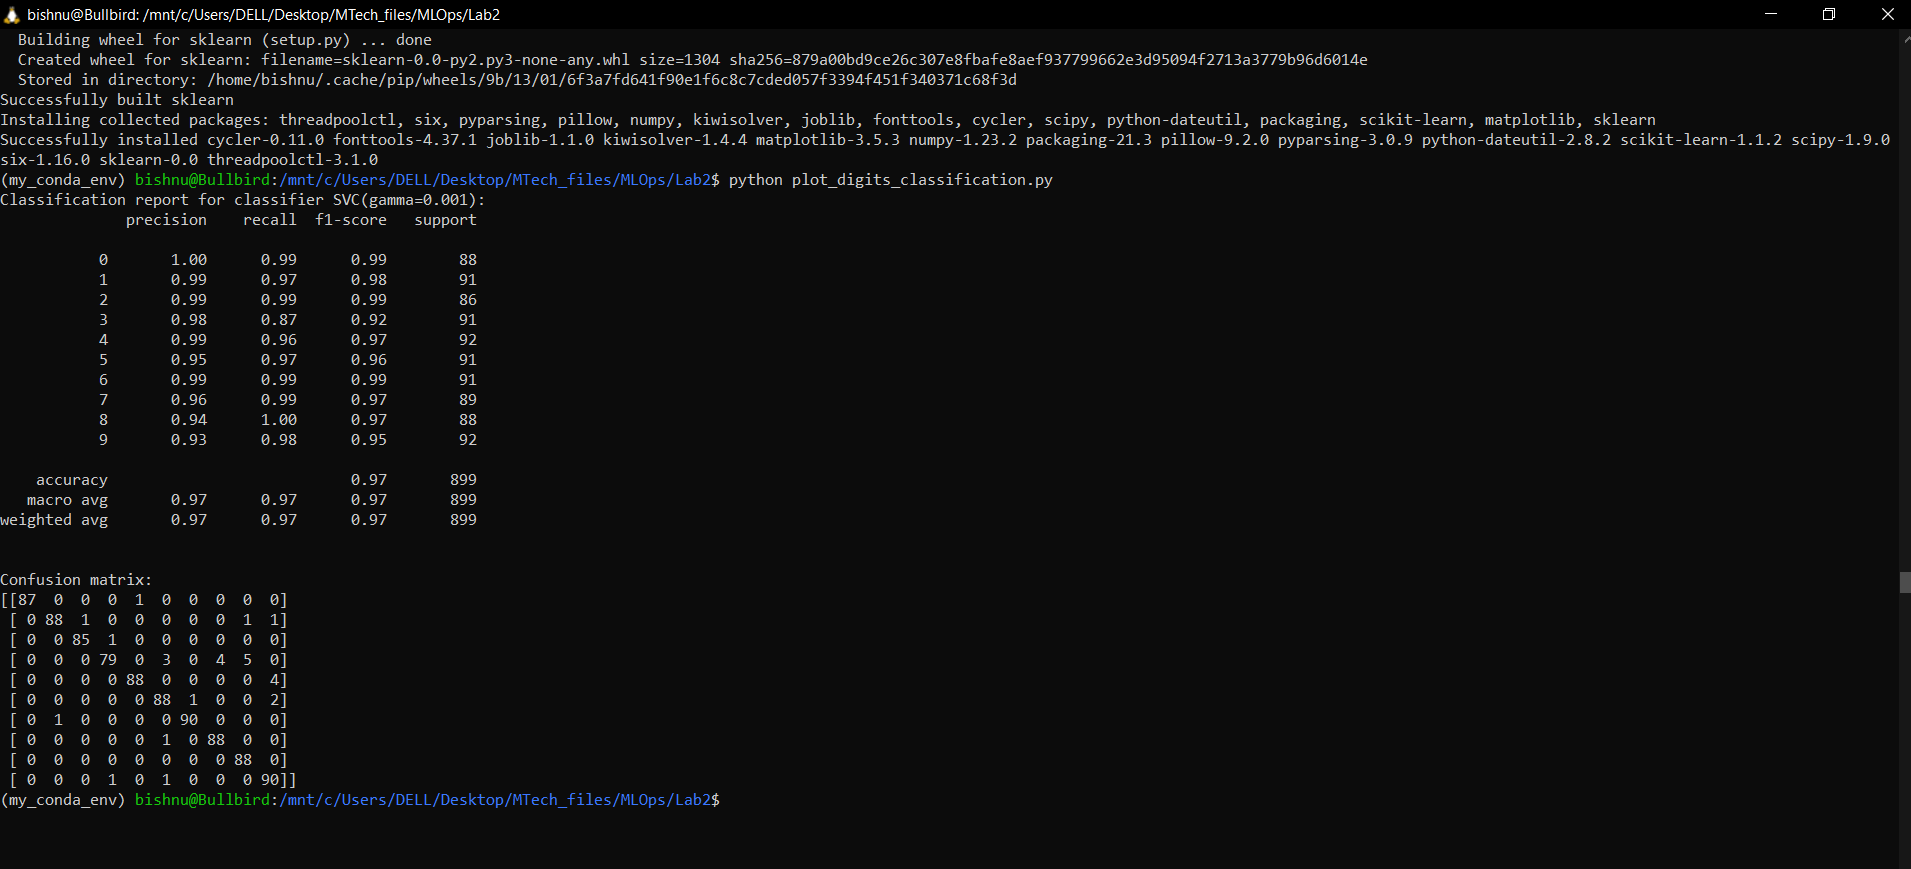 bishnu@Bullbird: /mnt/c/Users/DELL/Desktop/MTech_files/MLOps/Lab2
  Building wheel for sklearn (setup.py) ... done
  Created wheel for sklearn: filename=sklearn-0.0-py2.py3-none-any.whl size=1304 sha256=879a00bd9ce26c307e8fbafe8aef937799662e3d95094f2713a3779b96d6014e
  Stored in directory: /home/bishnu/.cache/pip/wheels/9b/13/01/6f3a7fd641f90e1f6c8c7cded057f3394f451f340371c68f3d
Successfully built sklearn
Installing collected packages: threadpoolctl, six, pyparsing, pillow, numpy, kiwisolver, joblib, fonttools, cycler, scipy, python-dateutil, packaging, scikit-learn, matplotlib, sklearn
Successfully installed cycler-0.11.0 fonttools-4.37.1 joblib-1.1.0 kiwisolver-1.4.4 matplotlib-3.5.3 numpy-1.23.2 packaging-21.3 pillow-9.2.0 pyparsing-3.0.9 python-dateutil-2.8.2 scikit-learn-1.1.2 scipy-1.9.0
six-1.16.0 sklearn-0.0 threadpoolctl-3.1.0
(my_conda_env) bishnu@Bullbird:/mnt/c/Users/DELL/Desktop/MTech_files/MLOps/Lab2$ python plot_digits_classification.py
Classification report for classifier SVC(gamma=0.001):
              precision    recall  f1-score   support

           0       1.00      0.99      0.99        88
           1       0.99      0.97      0.98        91
           2       0.99      0.99      0.99        86
           3       0.98      0.87      0.92        91
           4       0.99      0.96      0.97        92
           5       0.95      0.97      0.96        91
           6       0.99      0.99      0.99        91
           7       0.96      0.99      0.97        89
           8       0.94      1.00      0.97        88
           9       0.93      0.98      0.95        92

    accuracy                           0.97       899
   macro avg       0.97      0.97      0.97       899
weighted avg       0.97      0.97      0.97       899

Confusion matrix:
[[87  0  0  0  1  0  0  0  0  0]
 [ 0 88  1  0  0  0  0  0  1  1]
 [ 0  0 85  1  0  0  0  0  0  0]
 [ 0  0  0 79  0  3  0  4  5  0]
 [ 0  0  0  0 88  0  0  0  0  4]
 [ 0  0  0  0  0 88  1  0  0  2]
 [ 0  1  0  0  0  0 90  0  0  0]
 [ 0  0  0  0  0  1  0 88  0  0]
 [ 0  0  0  0  0  0  0  0 88  0]
 [ 0  0  0  1  0  1  0  0  0 90]]
(my_conda_env) bishnu@Bullbird:/mnt/c/Users/DELL/Desktop/MTech_files/MLOps/Lab2$